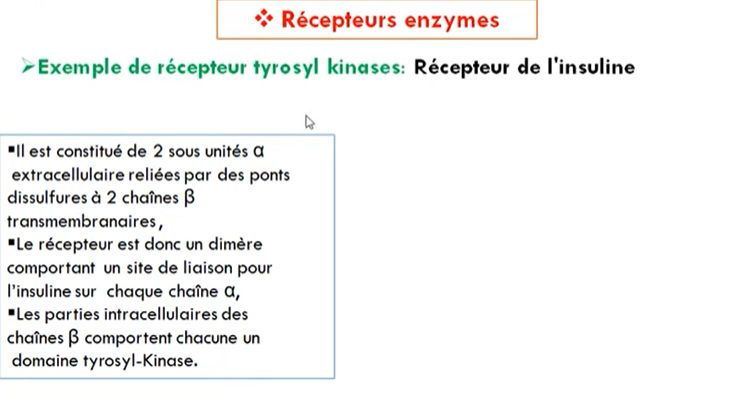 ❖ Récepteurs enzymes
➢Exemple de récepteur tyrosyl kinases: Récepteur de l'insuline
▪Il est constitué de 2 sous unités α
extracellulaire reliées par des ponts
dissulfures à 2 chaînes β
transmembranaires,
▪Le récepteur est donc un dimère
comportant un site de liaison pour
l'insuline sur chaque chaîne α,
▪Les parties intracellulaires des
chaînes β comportent chacune un
domaine tyrosyl-Kinase.